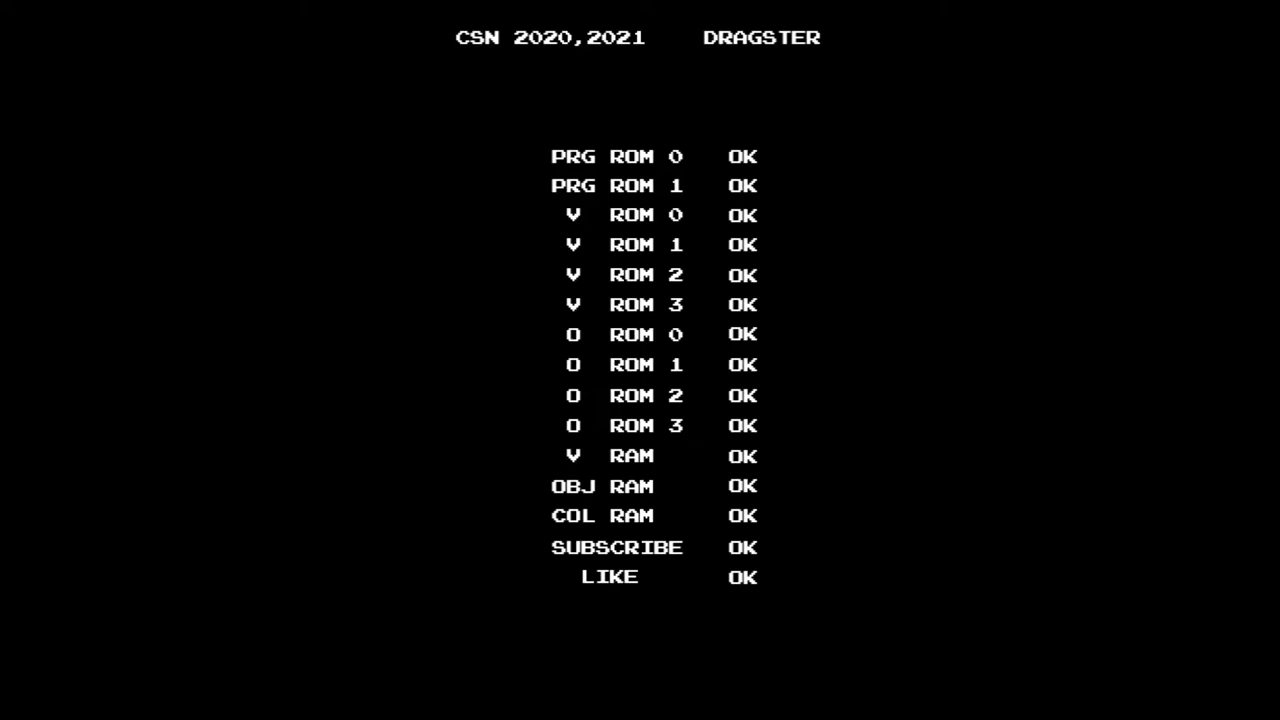 CSN 2020,2021 DRAGSTER
PRG ROM 0 OK
PRG ROM 1 OK
V ROM 0 OK
V ROM 1 OK
V ROM 2 OK
V ROM 3 OK
O ROM 0 OK
O ROM 1 OK
O ROM 2 OK
O ROM 3 OK
V RAM OK
OBJ RAM OK
COL RAM OK
SUBSCRIBE OK
LIKE OK